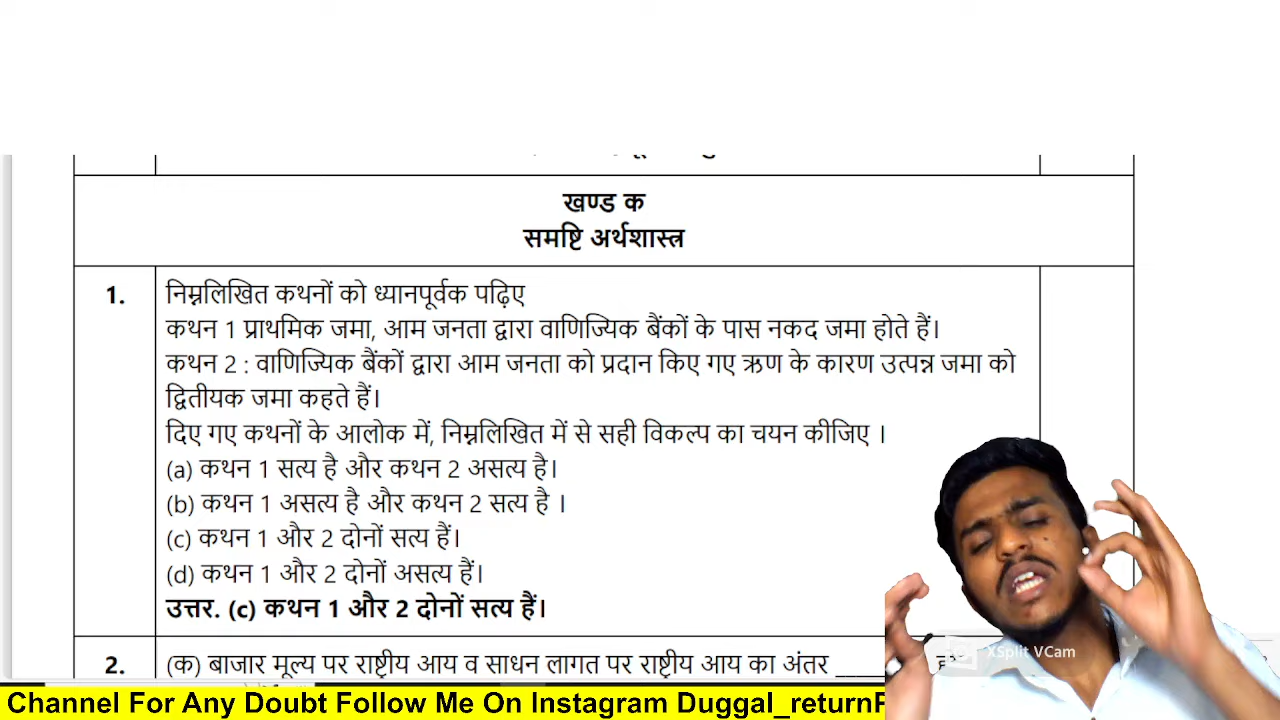 खण्ड क
समष्टि अर्थशास्त्र
1.
निम्नलिखित कथनों को ध्यानपूर्वक पढ़िए
कथन 1 प्राथमिक जमा, आम जनता द्वारा वाणिज्यिक बैंकों के पास नकद जमा होते हैं।
कथन 2 : वाणिज्यिक बैंकों द्वारा आम जनता को प्रदान किए गए ऋण के कारण उत्पन्न जमा को
द्वितीयक जमा कहते हैं।
दिए गए कथनों के आलोक में, निम्नलिखित में से सही विकल्प का चयन कीजिए ।
(a) कथन 1 सत्य है और कथन 2 असत्य है।
(b) कथन 1 असत्य है और कथन 2 सत्य है ।
(c) कथन 1 और 2 दोनों सत्य हैं।
(d) कथन 1 और 2 दोनों असत्य हैं।
उत्तर. (c) कथन 1 और 2 दोनों सत्य हैं।
2.
(क) बाजार मूल्य पर राष्ट्रीय आय व साधन लागत पर राष्ट्रीय आय का अंतर _____
XSplit VCam
Channel For Any Doubt Follow Me On Instagram Duggal_return